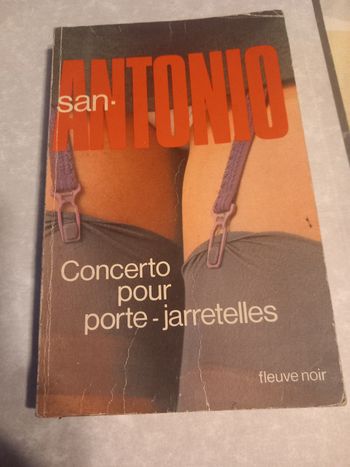 san-
ANTONIO
Concerto
pour
porte-jarretelles
fleuve noir